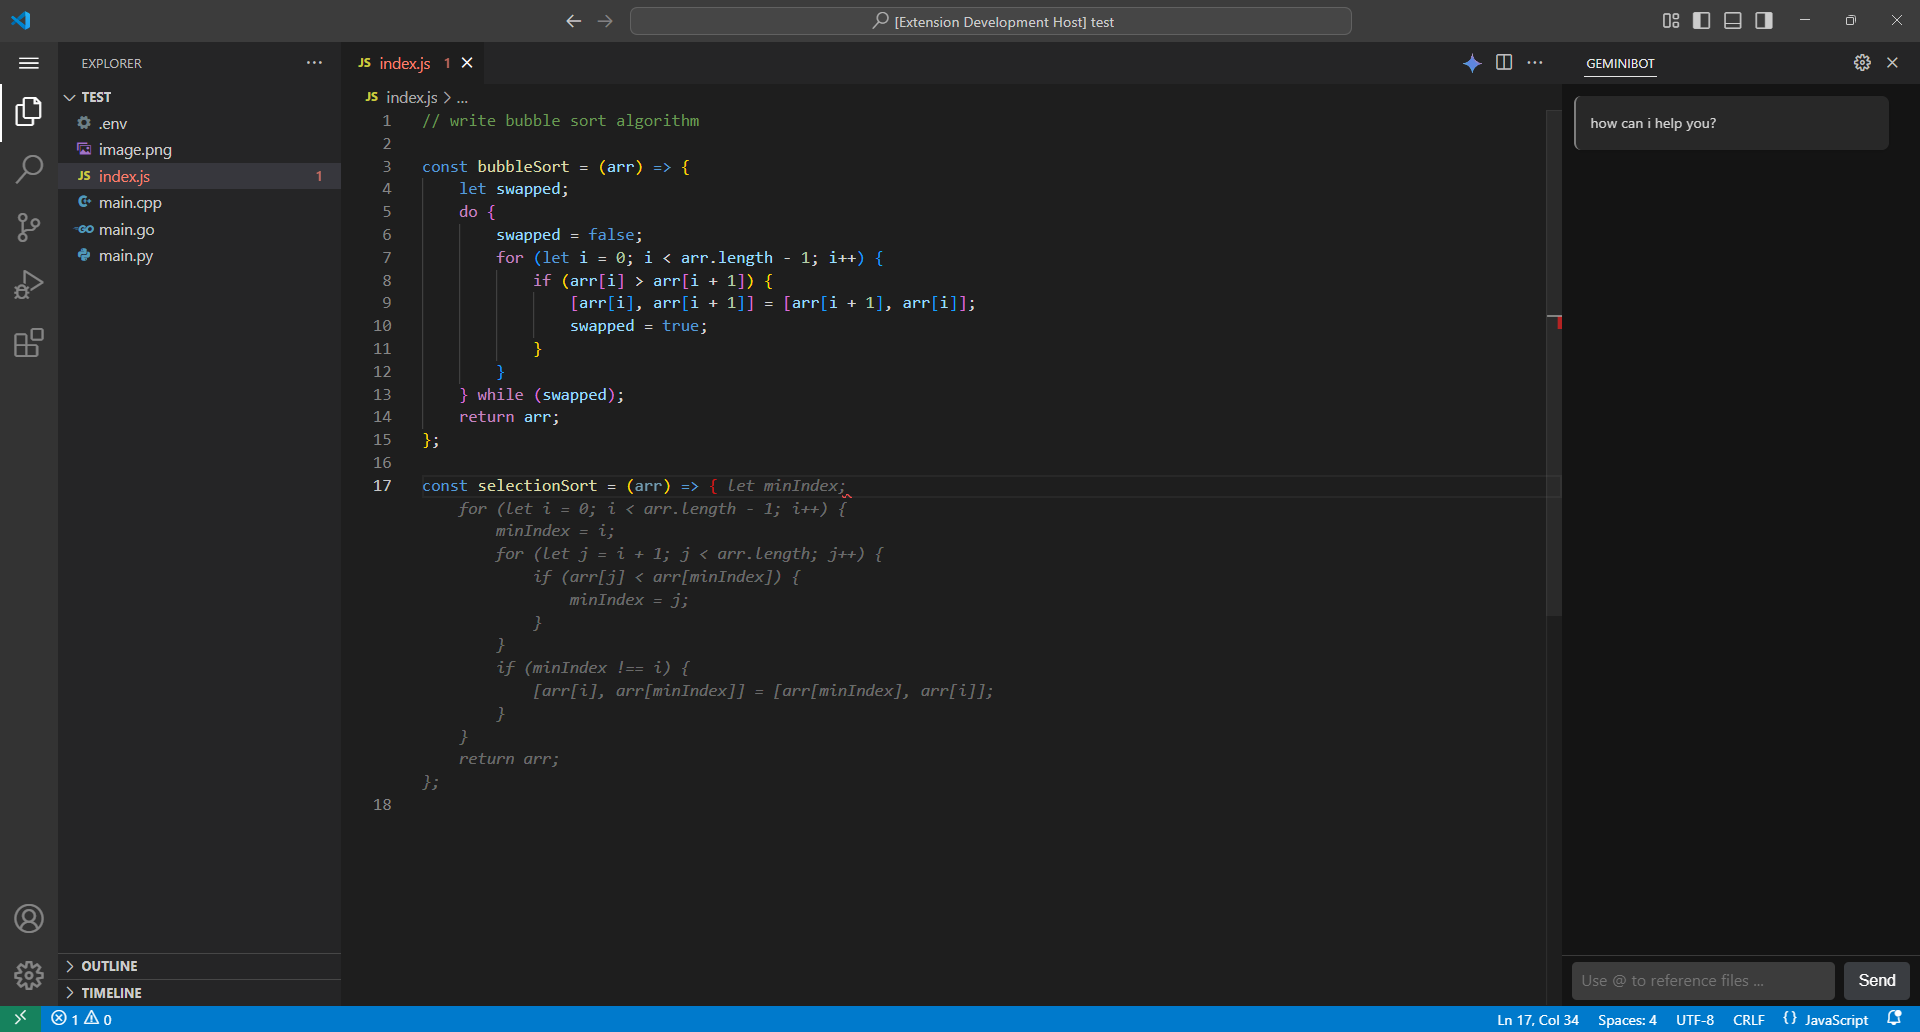 [Extension Development Host] test
EXPLORER
TEST
.env
image.png
JS index.js 1
main.cpp
GO main.go
main.py
OUTLINE
TIMELINE
JS index.js 1
JS index.js > ...
1 // write bubble sort algorithm
2
3 const bubbleSort = (arr) => {
4 let swapped;
5 do {
6 swapped = false;
7 for (let i = 0; i < arr.length - 1; i++) {
8 if (arr[i] > arr[i + 1]) {
9 [arr[i], arr[i + 1]] = [arr[i + 1], arr[i]];
10 swapped = true;
11 }
12 }
13 } while (swapped);
14 return arr;
15 };
16
17 const selectionSort = (arr) => { let minIndex;
for (let i = 0; i < arr.length - 1; i++) {
minIndex = i;
for (let j = i + 1; j < arr.length; j++) {
if (arr[j] < arr[minIndex]) {
minIndex = j;
}
}
if (minIndex !== i) {
[arr[i], arr[minIndex]] = [arr[minIndex], arr[i]];
}
}
return arr;
};
18
GEMINIBOT
how can i help you?
Use @ to reference files ...
Send
1 0
Ln 17, Col 34 Spaces: 4 UTF-8 CRLF {} JavaScript